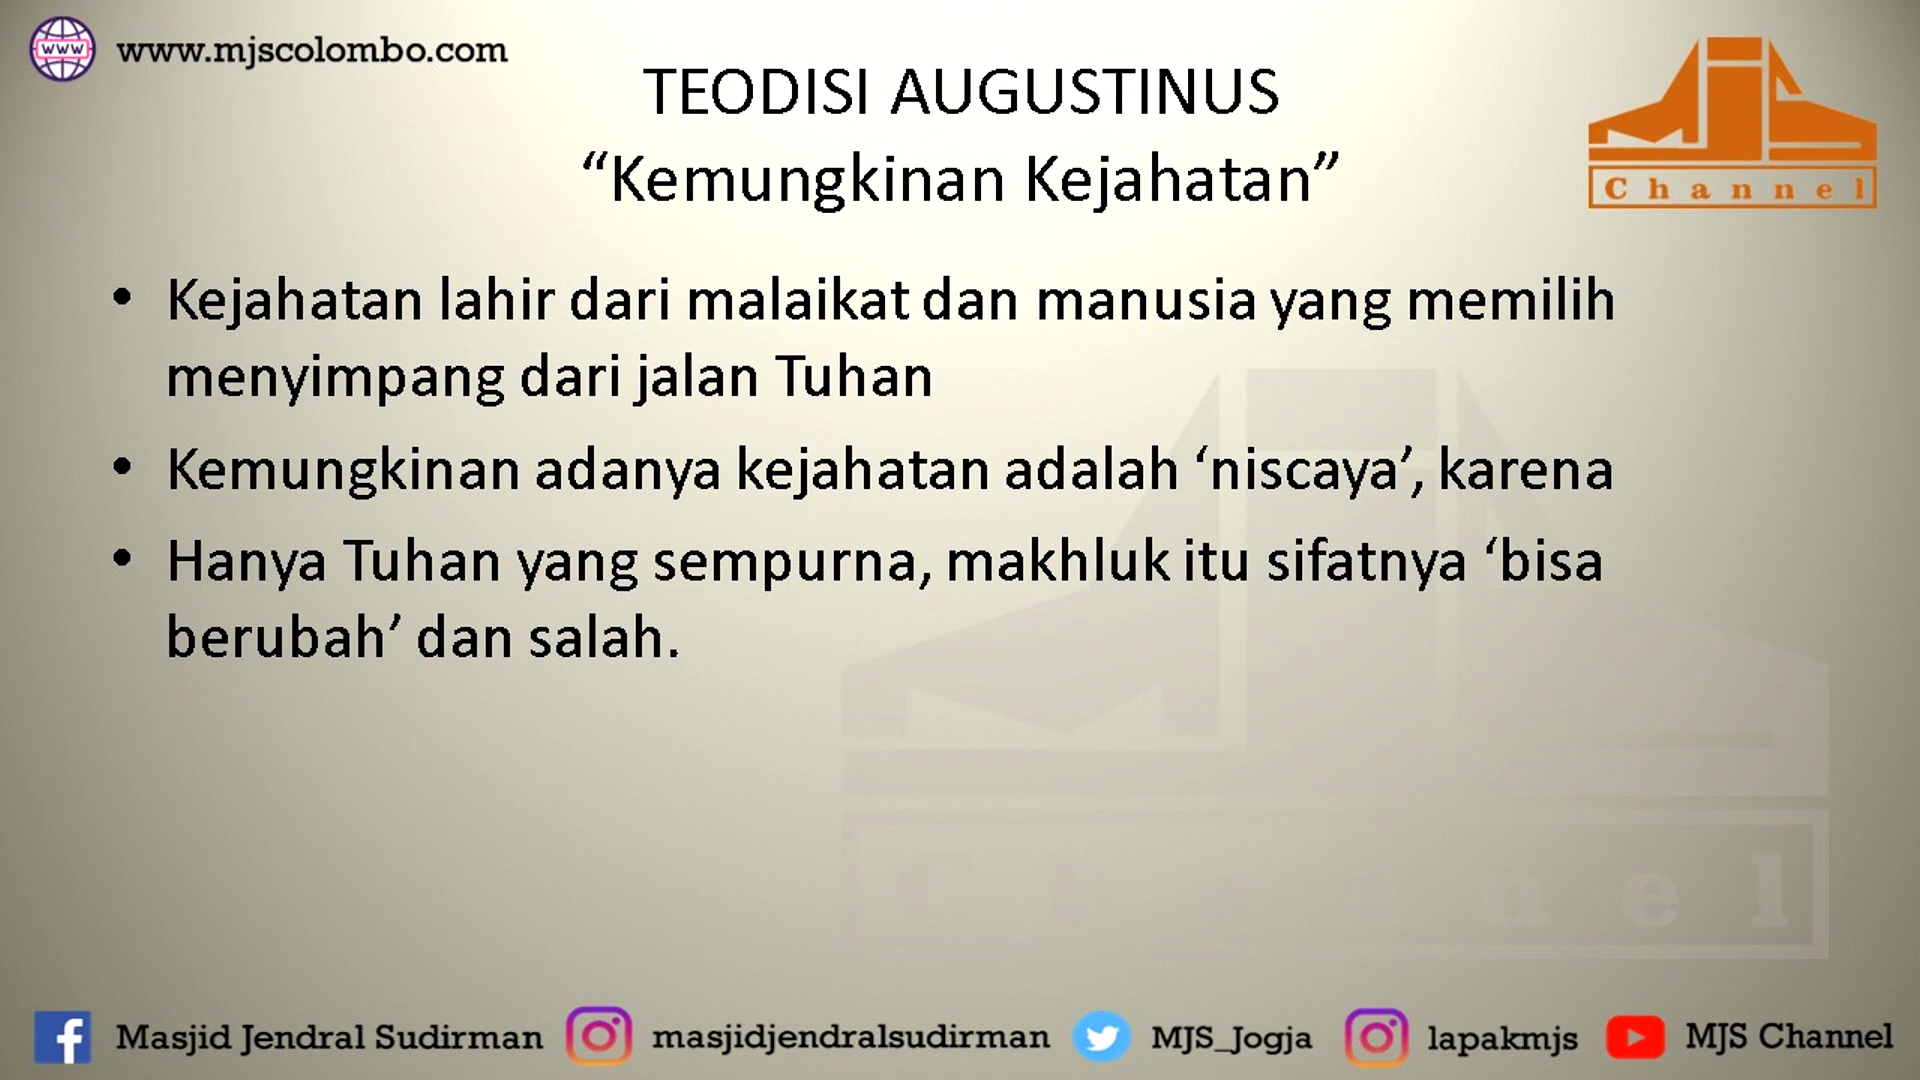 www.mjscolombo.com
TEODISI AUGUSTINUS
“Kemungkinan Kejahatan”
MJS
Channel
• Kejahatan lahir dari malaikat dan manusia yang memilih
menyimpang dari jalan Tuhan
• Kemungkinan adanya kejahatan adalah ‘niscaya’, karena
• Hanya Tuhan yang sempurna, makhluk itu sifatnya ‘bisa
berubah’ dan salah.
Channel
Masjid Jendral Sudirman masjidjendralsudirman MJS_Jogja lapakmjs MJS Channel